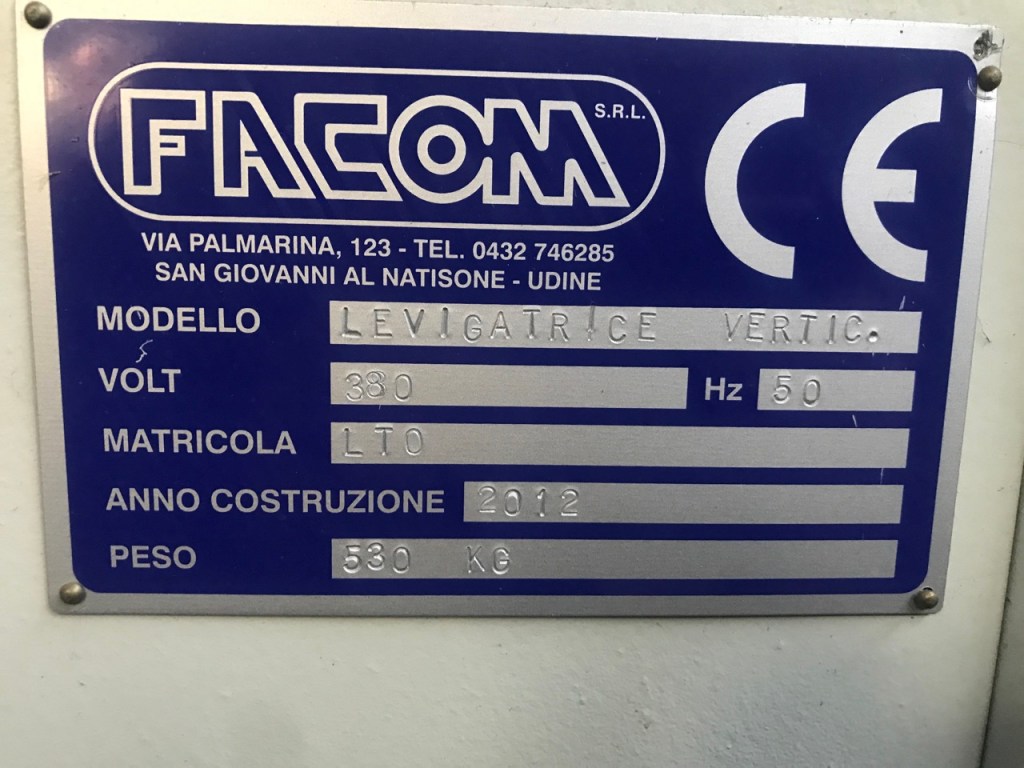 FACOM S.R.L. CE
VIA PALMARINA, 123 - TEL. 0432 746285
SAN GIOVANNI AL NATISONE - UDINE
MODELLO LEVIGATRICE VERTIC.
VOLT 380 Hz 50
MATRICOLA LTO
ANNO COSTRUZIONE 2012
PESO 530 KG